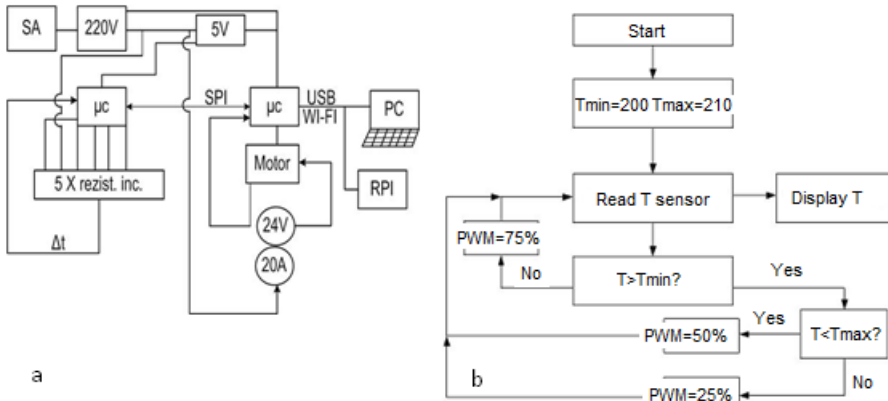 SA
220V
5V
μc
SPI
μc
USB
WI-FI
PC
Motor
RPI
5 X rezist. inc.
24V
20A
Δt
a
Start
Tmin=200 Tmax=210
Read T sensor
Display T
PWM=75%
No
T>Tmin?
Yes
T<Tmax?
Yes
PWM=50%
No
PWM=25%
b